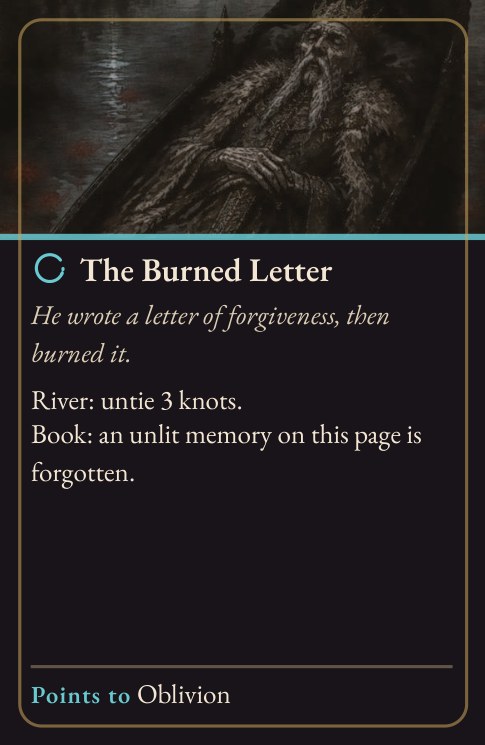 The Burned Letter
He wrote a letter of forgiveness, then
burned it.
River: untie 3 knots.
Book: an unlit memory on this page is
forgotten.
Points to Oblivion